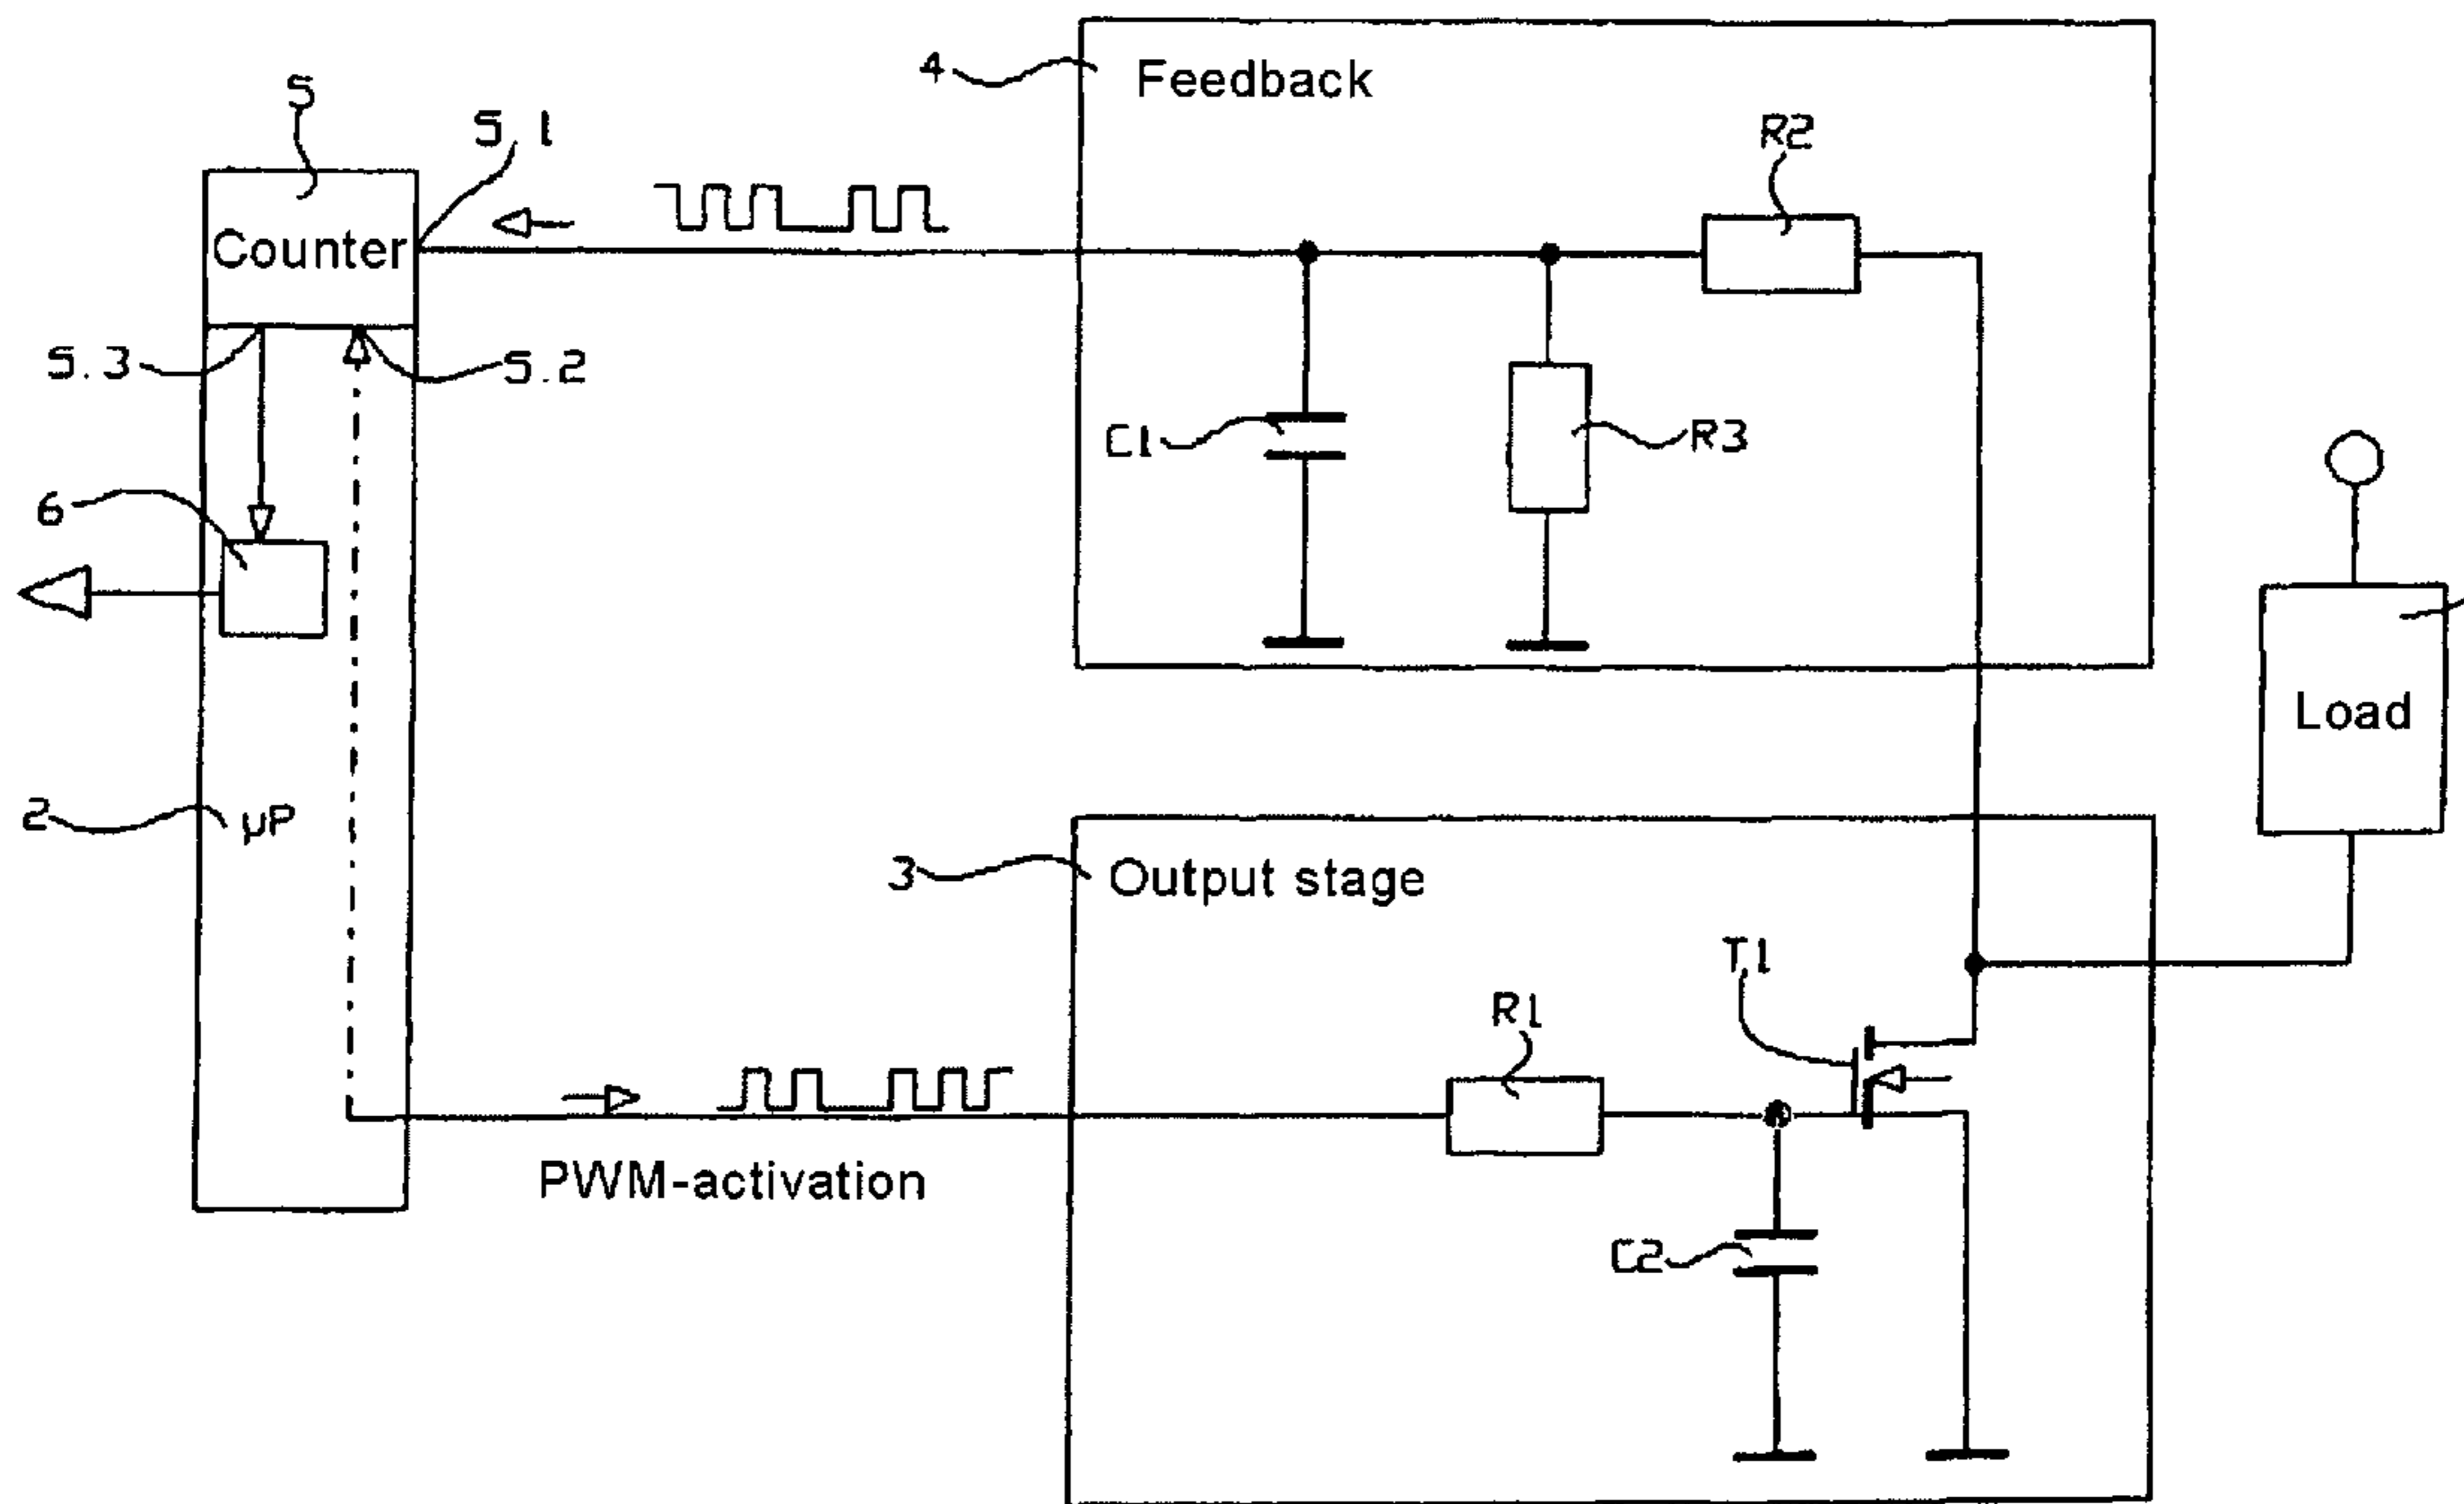 4
Feedback
R2
5
5.1
Counter
5.3
5.2
C1
R3
6
Load
2
µP
3
Output stage
T1
R1
PWM-activation
C2